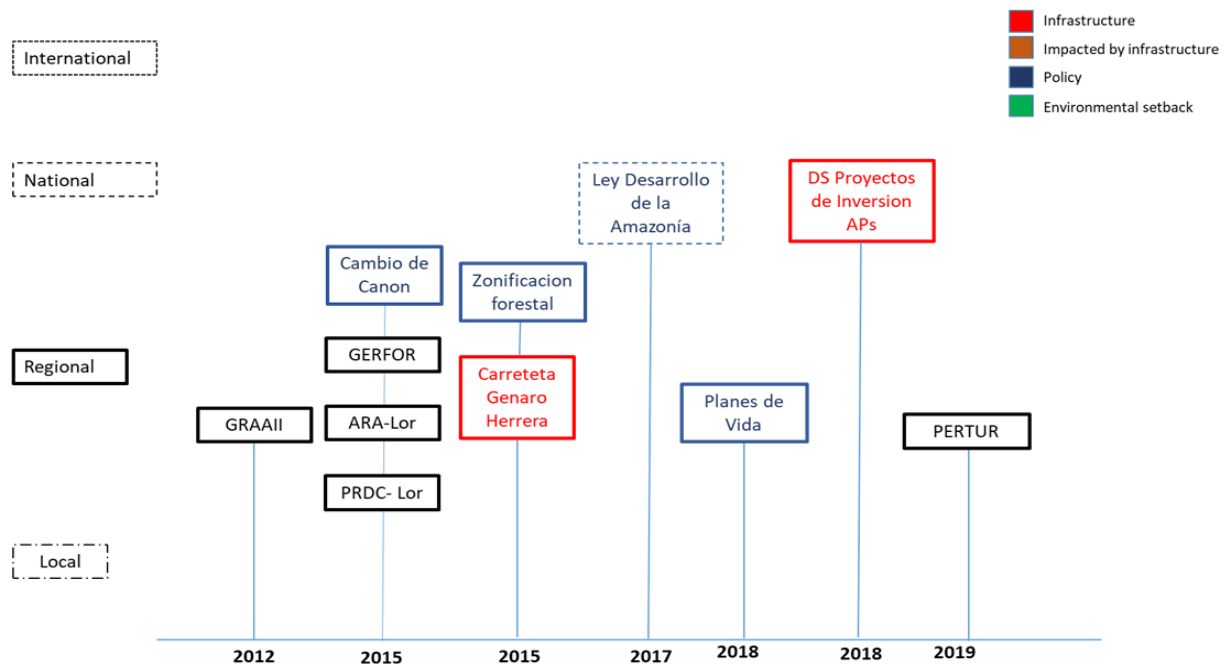 Infrastructure
Impacted by infrastructure
Policy
Environmental setback
International
National
Regional
Local
GRAAII
Cambio de
Canon
GERFOR
ARA-Lor
PRDC- Lor
Zonificacion
forestal
Carreteta
Genaro
Herrera
Ley Desarrollo
de la
Amazonía
Planes de
Vida
DS Proyectos
de Inversion
APs
PERTUR
2012
2015
2015
2017
2018
2018
2019